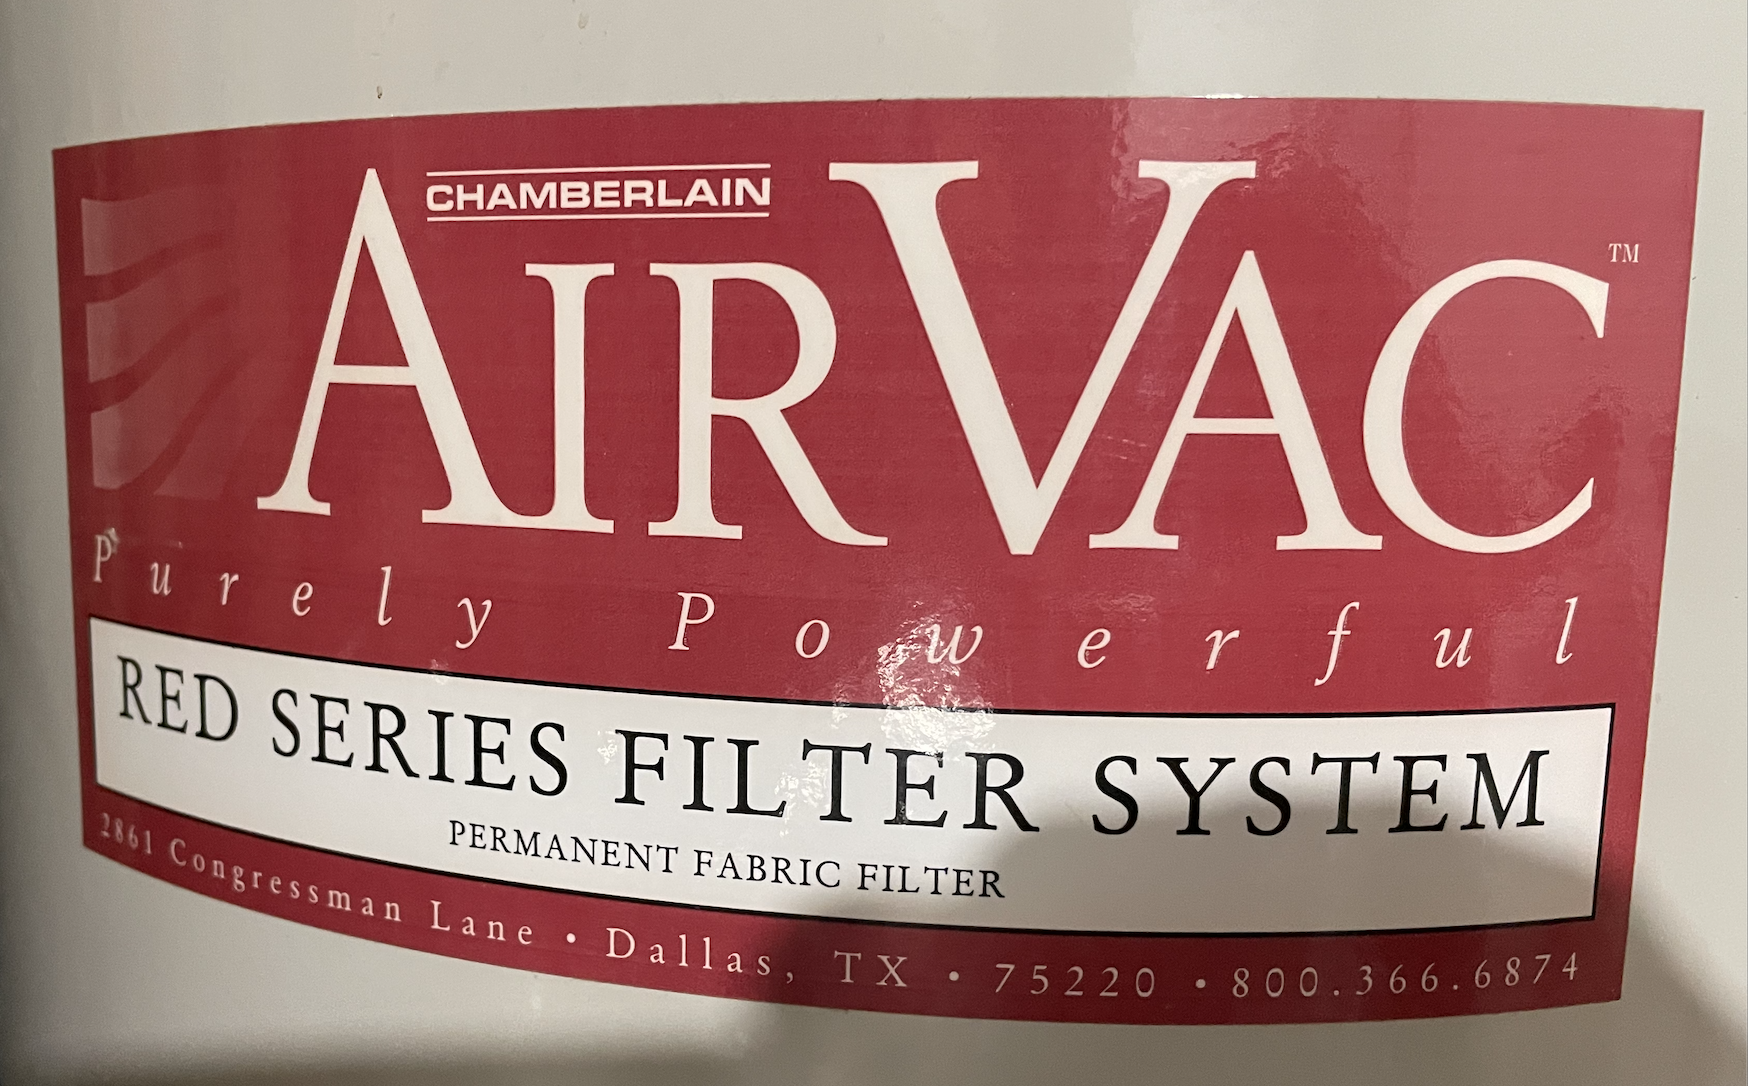 CHAMBERLAIN
AIRVAC™
Purely Powerful
RED SERIES FILTER SYSTEM
PERMANENT FABRIC FILTER
2861 Congressman Lane • Dallas, TX • 75220 • 800.366.6874